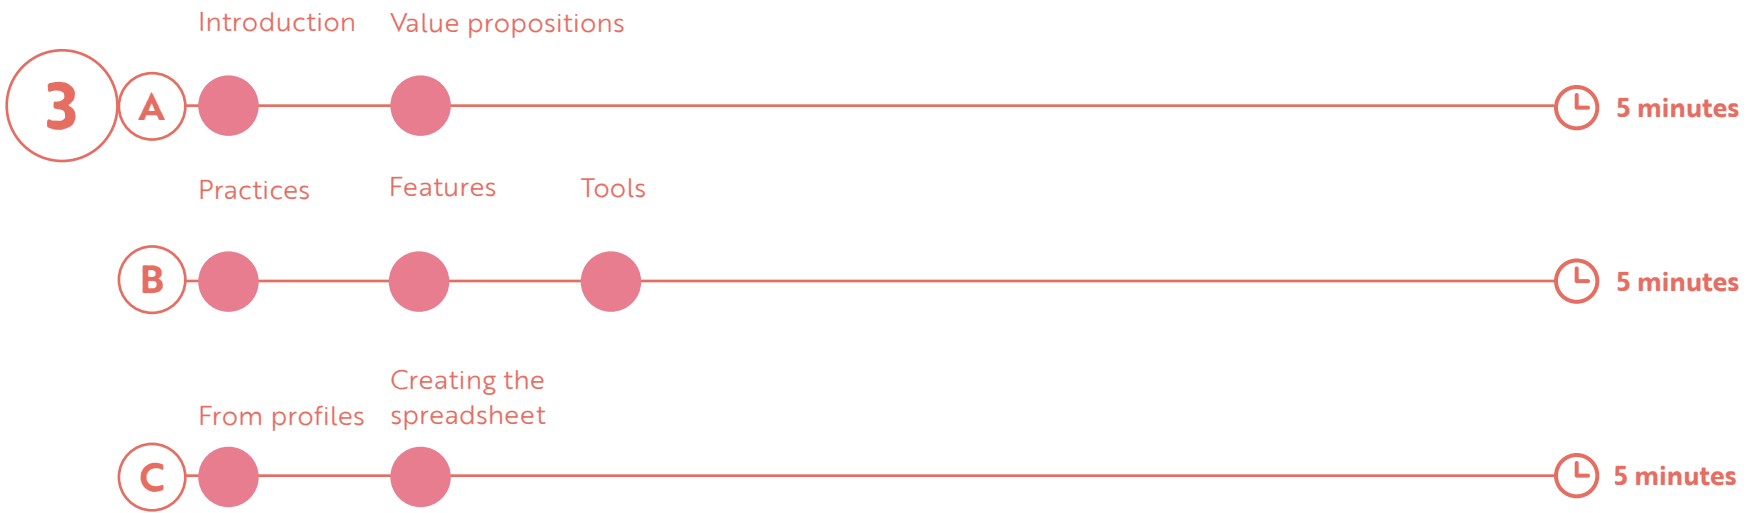 Introduction
Value propositions
3
A
5 minutes
Practices
Features
Tools
B
5 minutes
From profiles
Creating the
spreadsheet
C
5 minutes